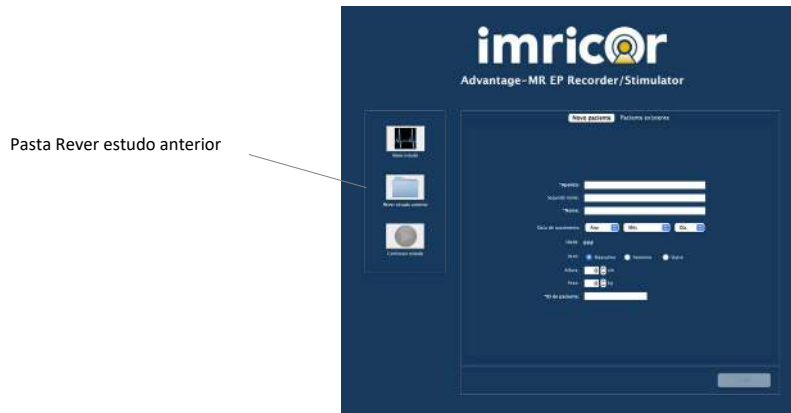 imricor
Advantage-MR EP Recorder/Stimulator
Pasta Rever estudo anterior
Novo paciente Paciente existente
Novo estudo
Rever estudo anterior
Continuar estudo
*Apelido:
Segundo nome:
*Nome:
Data de nascimento: Ano Mês Dia
Idade: ###
Sexo: Masculino Feminino Outro
Altura: 0 cm
Peso: 0 kg
*ID do paciente: